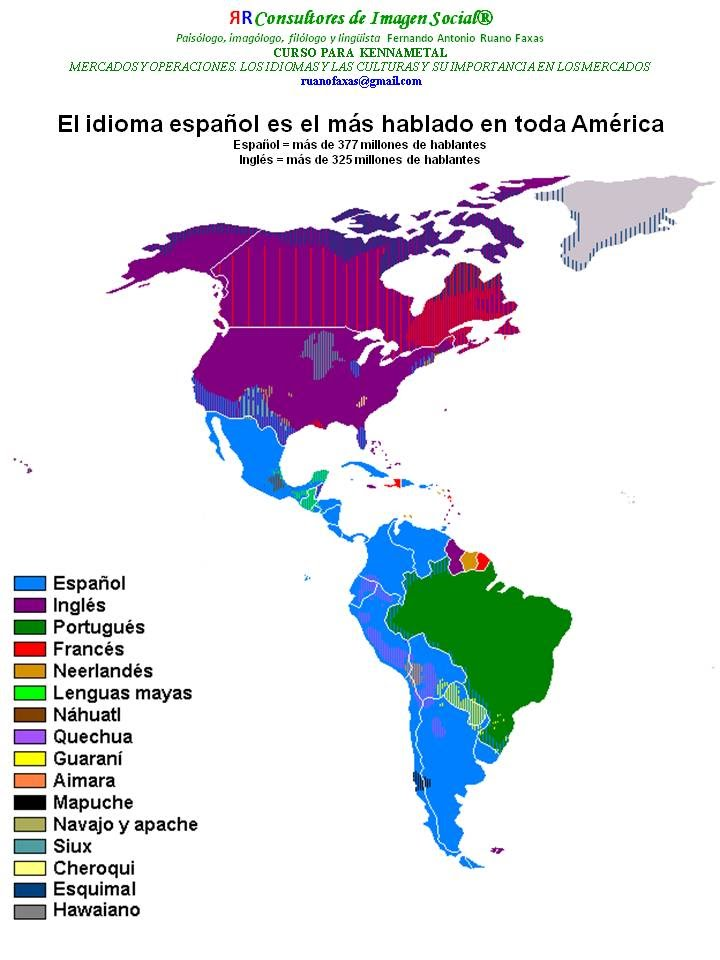 ЯR Consultores de Imagen Social®
Paisólogo, imagólogo, filólogo y lingüista Fernando Antonio Ruano Faxas
CURSO PARA KENNAMETAL
MERCADOS Y OPERACIONES. LOS IDIOMAS Y LAS CULTURAS Y SU IMPORTANCIA EN LOS MERCADOS
ruanofaxas@gmail.com
El idioma español es el más hablado en toda América
Español = más de 377 millones de hablantes
Inglés = más de 325 millones de hablantes
Español
Inglés
Portugués
Francés
Neerlandés
Lenguas mayas
Náhuatl
Quechua
Guaraní
Aimara
Mapuche
Navajo y apache
Siux
Cheroqui
Esquimal
Hawaiano